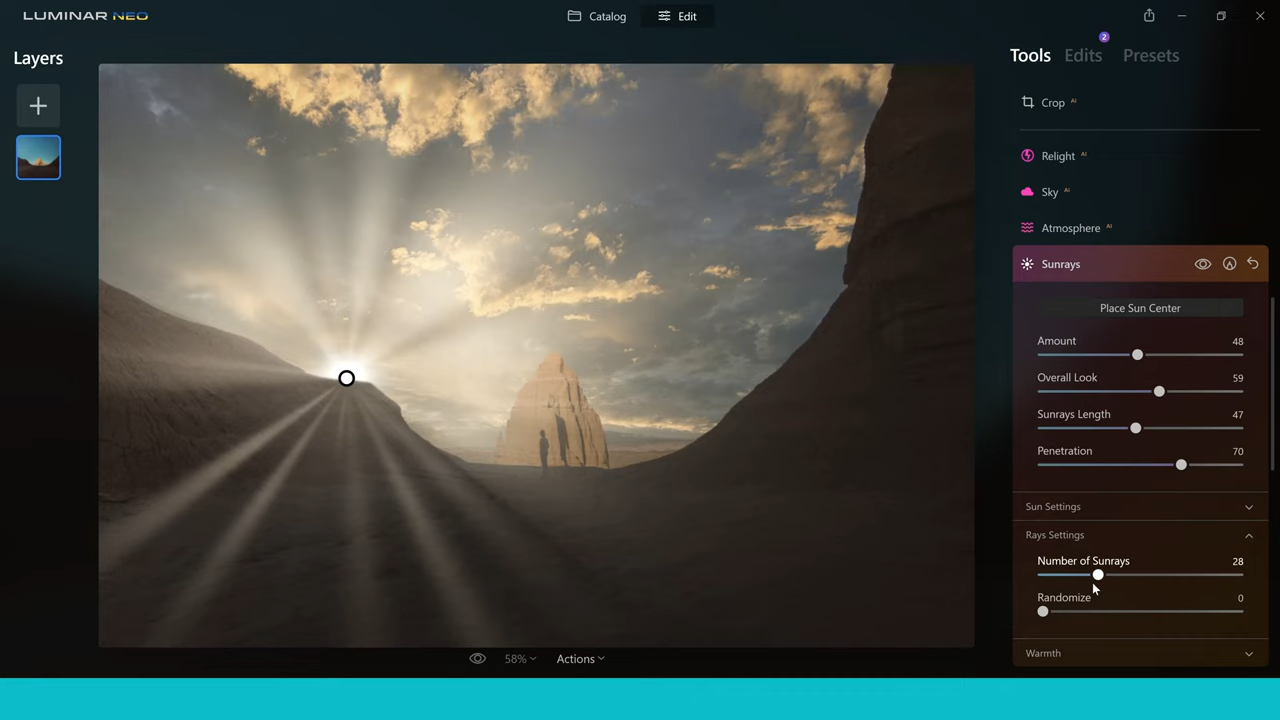 LUMINAR NEO
Catalog
Edit
Layers
2
Tools Edits Presets
Crop AI
Relight AI
Sky AI
Atmosphere AI
Sunrays
Place Sun Center
Amount 48
Overall Look 59
Sunrays Length 47
Penetration 70
Sun Settings
Rays Settings
Number of Sunrays 28
Randomize 0
Warmth
58% Actions